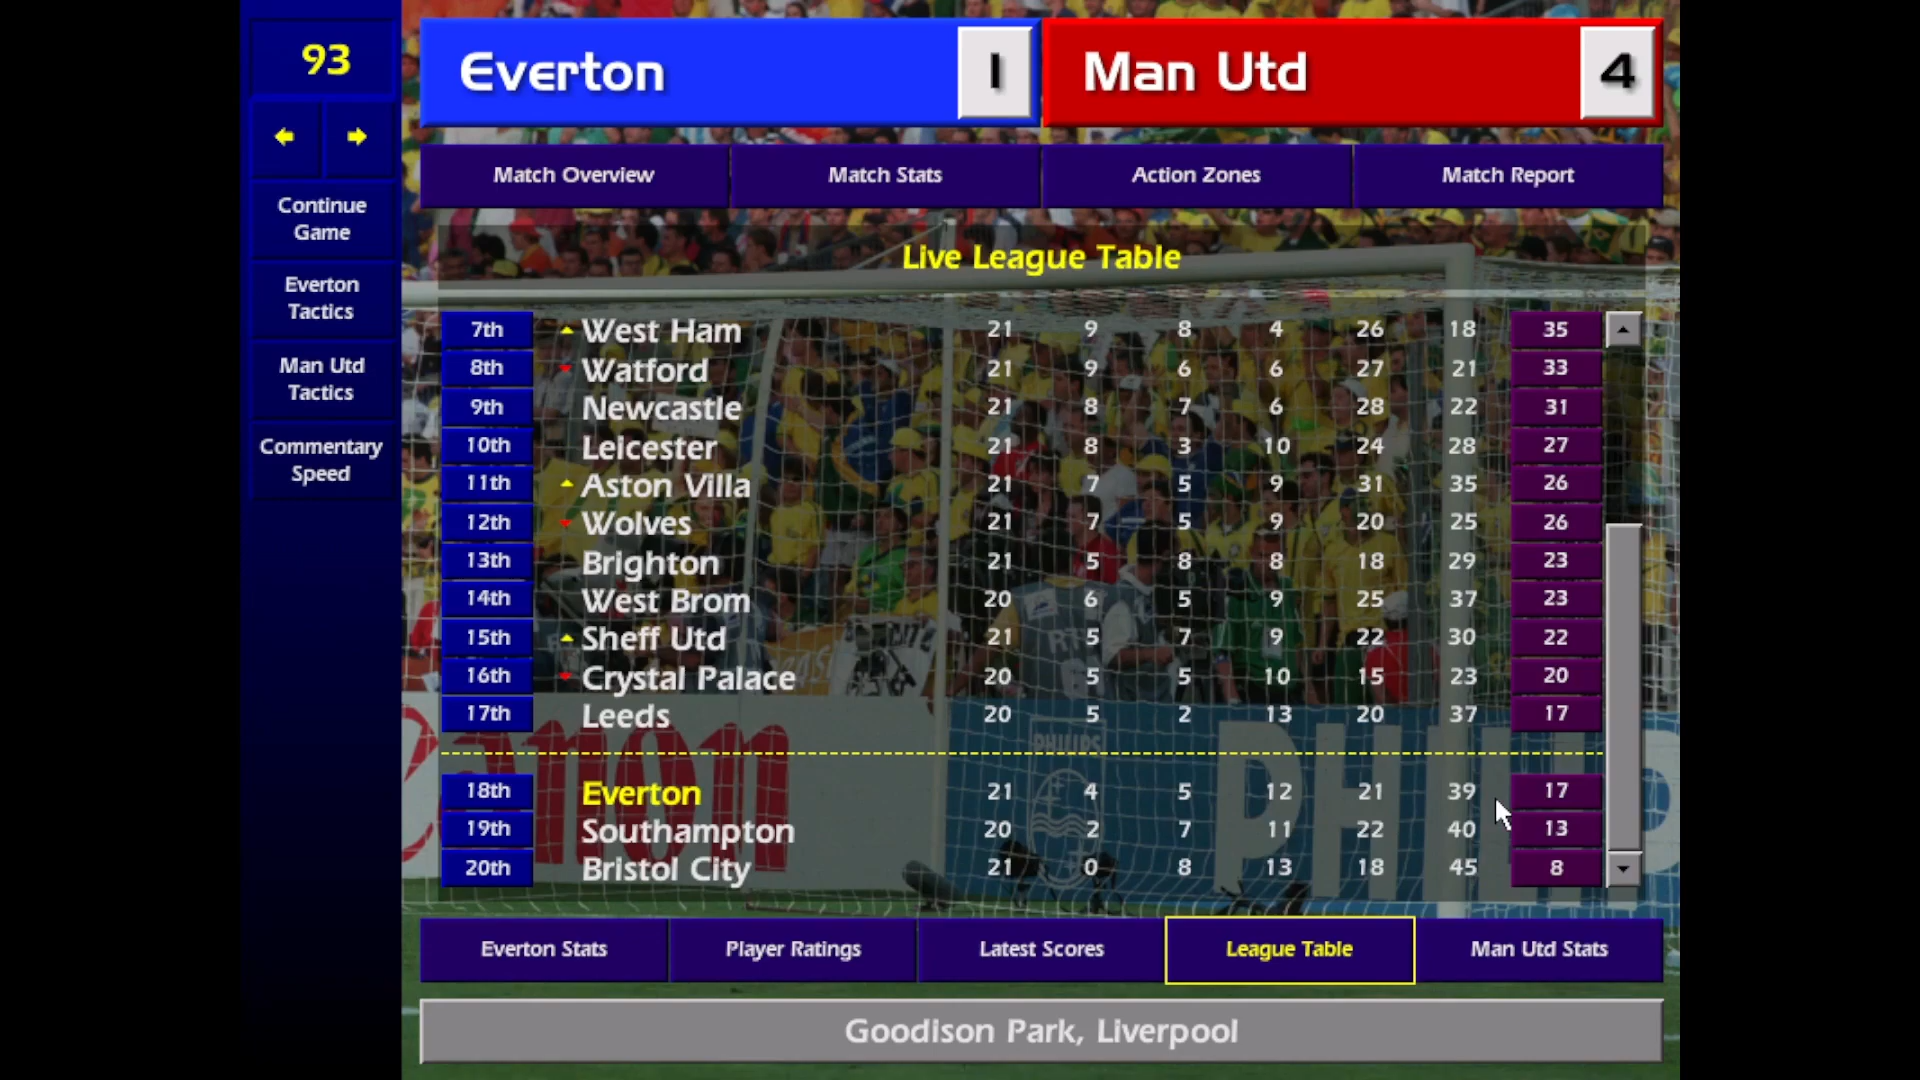 93
Everton 1 Man Utd 4
Match Overview Match Stats Action Zones Match Report
Continue
Game
Everton
Tactics
Man Utd
Tactics
Commentary
Speed
Live League Table
7th West Ham 21 9 8 4 26 18 35
8th Watford 21 9 6 6 27 21 33
9th Newcastle 21 8 7 6 28 22 31
10th Leicester 21 8 3 10 24 28 27
11th Aston Villa 21 7 5 9 31 35 26
12th Wolves 21 7 5 9 20 25 26
13th Brighton 21 5 8 8 18 29 23
14th West Brom 20 6 5 9 25 37 23
15th Sheff Utd 21 5 7 9 22 30 22
16th Crystal Palace 20 5 5 10 15 23 20
17th Leeds 20 5 2 13 20 37 17
18th Everton 21 4 5 12 21 39 17
19th Southampton 20 2 7 11 22 40 13
20th Bristol City 21 0 8 13 18 45 8
Canon
PHILIPS
PHILIP
Everton Stats Player Ratings Latest Scores League Table Man Utd Stats
Goodison Park, Liverpool